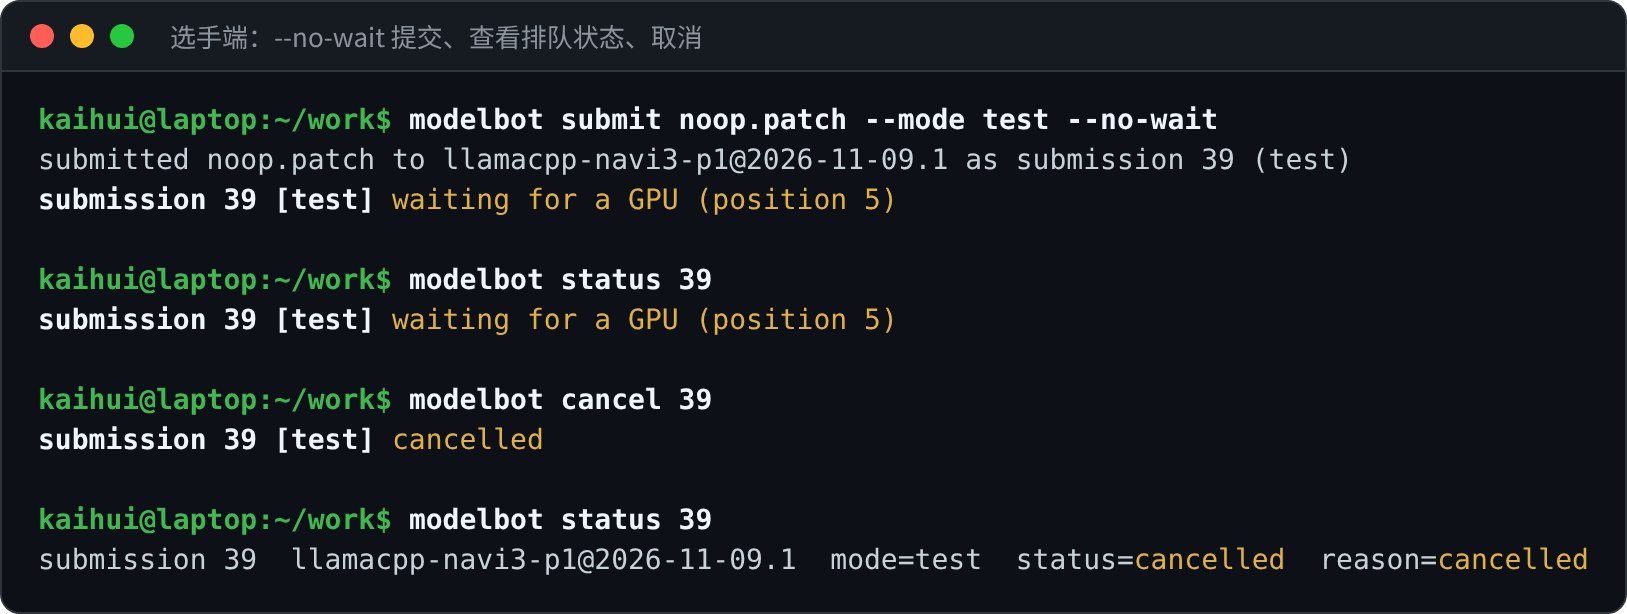 选手端：--no-wait 提交、查看排队状态、取消
kaihui@laptop:~/work$ modelbot submit noop.patch --mode test --no-wait
submitted noop.patch to llamacpp-navi3-p1@2026-11-09.1 as submission 39 (test)
submission 39 [test] waiting for a GPU (position 5)
kaihui@laptop:~/work$ modelbot status 39
submission 39 [test] waiting for a GPU (position 5)
kaihui@laptop:~/work$ modelbot cancel 39
submission 39 [test] cancelled
kaihui@laptop:~/work$ modelbot status 39
submission 39  llamacpp-navi3-p1@2026-11-09.1  mode=test  status=cancelled  reason=cancelled